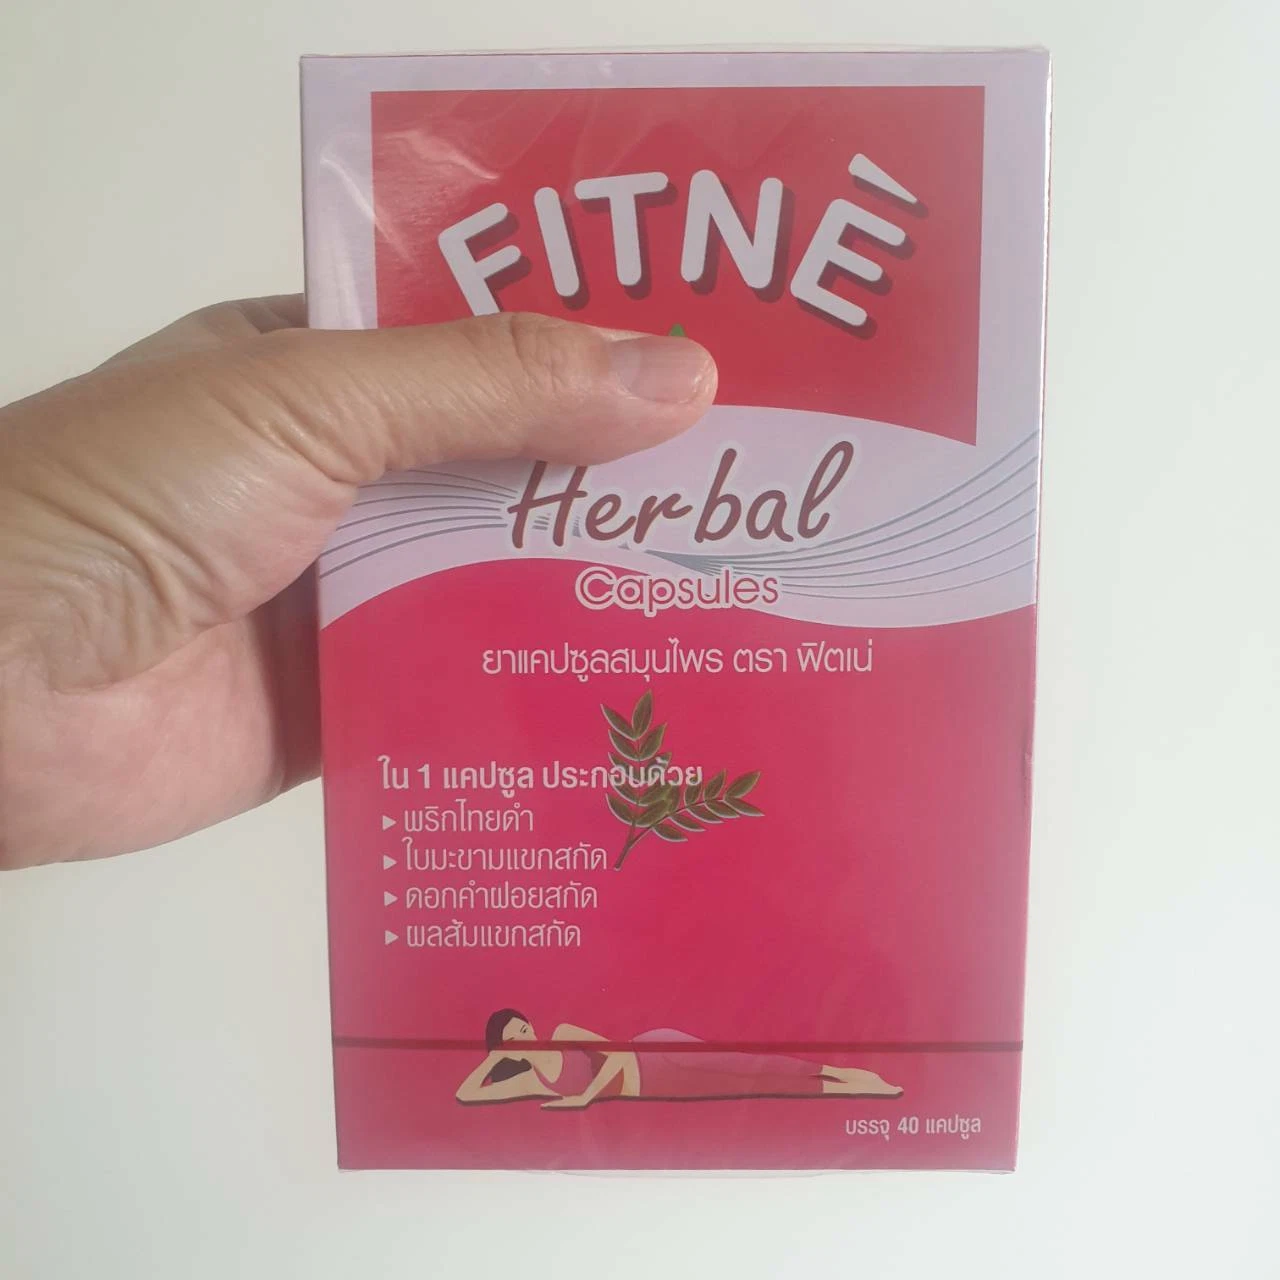 FITNÈ
Herbal
Capsules
ยาแคปซูลสมุนไพร ตรา ฟิตเน่
ใน 1 แคปซูล ประกอบด้วย
▸ พริกไทยดำ
▸ ใบมะขามแขกสกัด
▸ ดอกคำฝอยสกัด
▸ ผลส้มแขกสกัด
บรรจุ 40 แคปซูล